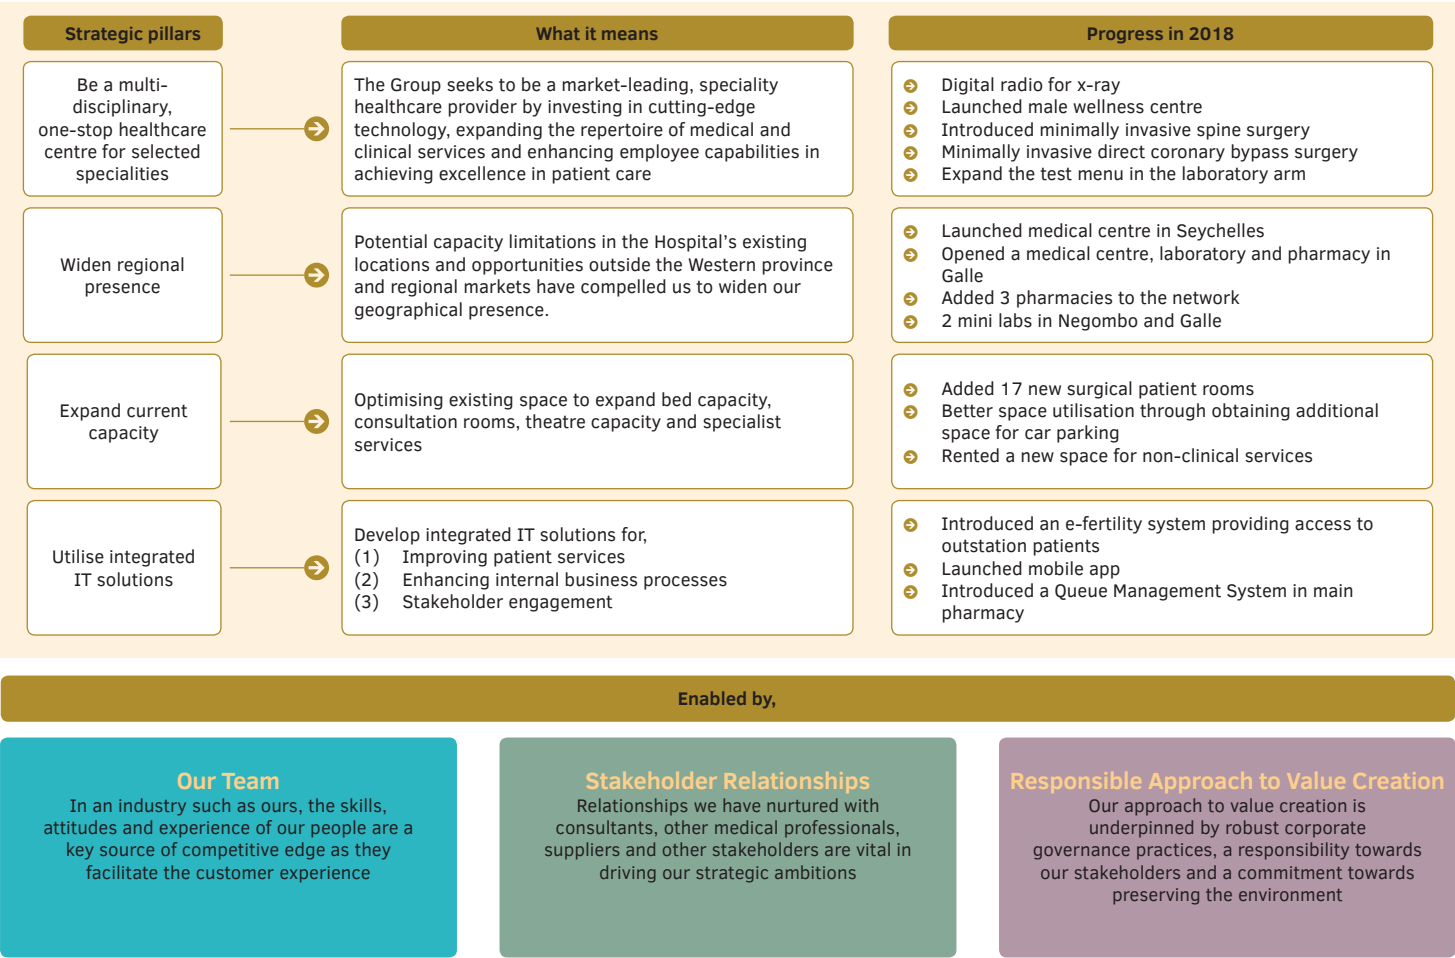 Strategic pillars
What it means
Progress in 2018
Be a multi-
disciplinary,
one-stop healthcare
centre for selected
specialities
The Group seeks to be a market-leading, speciality
healthcare provider by investing in cutting-edge
technology, expanding the repertoire of medical and
clinical services and enhancing employee capabilities in
achieving excellence in patient care
Digital radio for x-ray
Launched male wellness centre
Introduced minimally invasive spine surgery
Minimally invasive direct coronary bypass surgery
Expand the test menu in the laboratory arm
Widen regional
presence
Potential capacity limitations in the Hospital's existing
locations and opportunities outside the Western province
and regional markets have compelled us to widen our
geographical presence.
Launched medical centre in Seychelles
Opened a medical centre, laboratory and pharmacy in
Galle
Added 3 pharmacies to the network
2 mini labs in Negombo and Galle
Expand current
capacity
Optimising existing space to expand bed capacity,
consultation rooms, theatre capacity and specialist
services
Added 17 new surgical patient rooms
Better space utilisation through obtaining additional
space for car parking
Rented a new space for non-clinical services
Utilise integrated
IT solutions
Develop integrated IT solutions for,
(1) Improving patient services
(2) Enhancing internal business processes
(3) Stakeholder engagement
Introduced an e-fertility system providing access to
outstation patients
Launched mobile app
Introduced a Queue Management System in main
pharmacy
Enabled by,
Our Team
In an industry such as ours, the skills,
attitudes and experience of our people are a
key source of competitive edge as they
facilitate the customer experience
Stakeholder Relationships
Relationships we have nurtured with
consultants, other medical professionals,
suppliers and other stakeholders are vital in
driving our strategic ambitions
Responsible Approach to Value Creation
Our approach to value creation is
underpinned by robust corporate
governance practices, a responsibility towards
our stakeholders and a commitment towards
preserving the environment